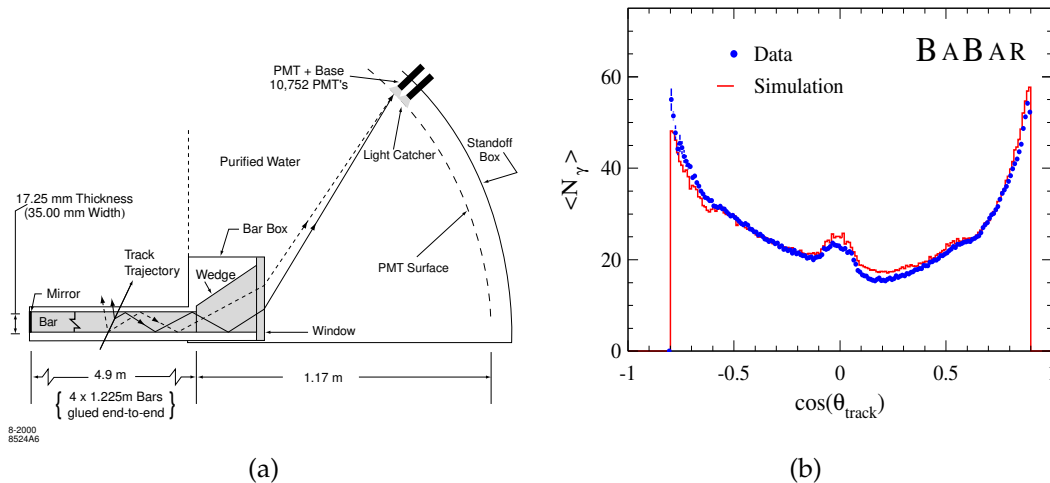 PMT + Base
10,752 PMT's
Standoff
Box
Light Catcher
Purified Water
17.25 mm Thickness
(35.00 mm Width)
Bar Box
Track
Trajectory
Wedge
PMT Surface
Mirror
Bar
Window
4.9 m
1.17 m
{ 4 x 1.225m Bars }
glued end-to-end
8-2000
8524A6
(a)
BABAR
Data
Simulation
<Nγ>
60
40
20
0
-1
-0.5
0
0.5
1
cos(θtrack)
(b)